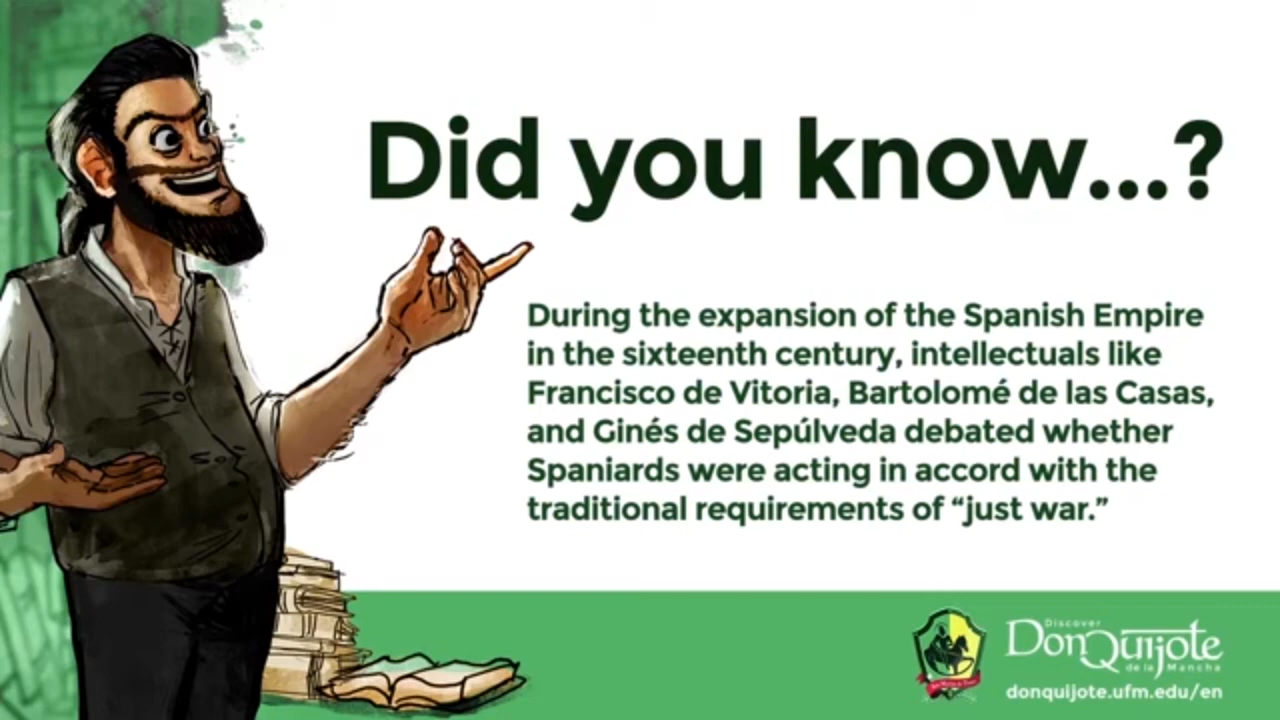 Did you know...?
During the expansion of the Spanish Empire
in the sixteenth century, intellectuals like
Francisco de Vitoria, Bartolomé de las Casas,
and Ginés de Sepúlveda debated whether
Spaniards were acting in accord with the
traditional requirements of “just war.”
Discover
DonQuijote
de la Mancha
donquijote.ufm.edu/en